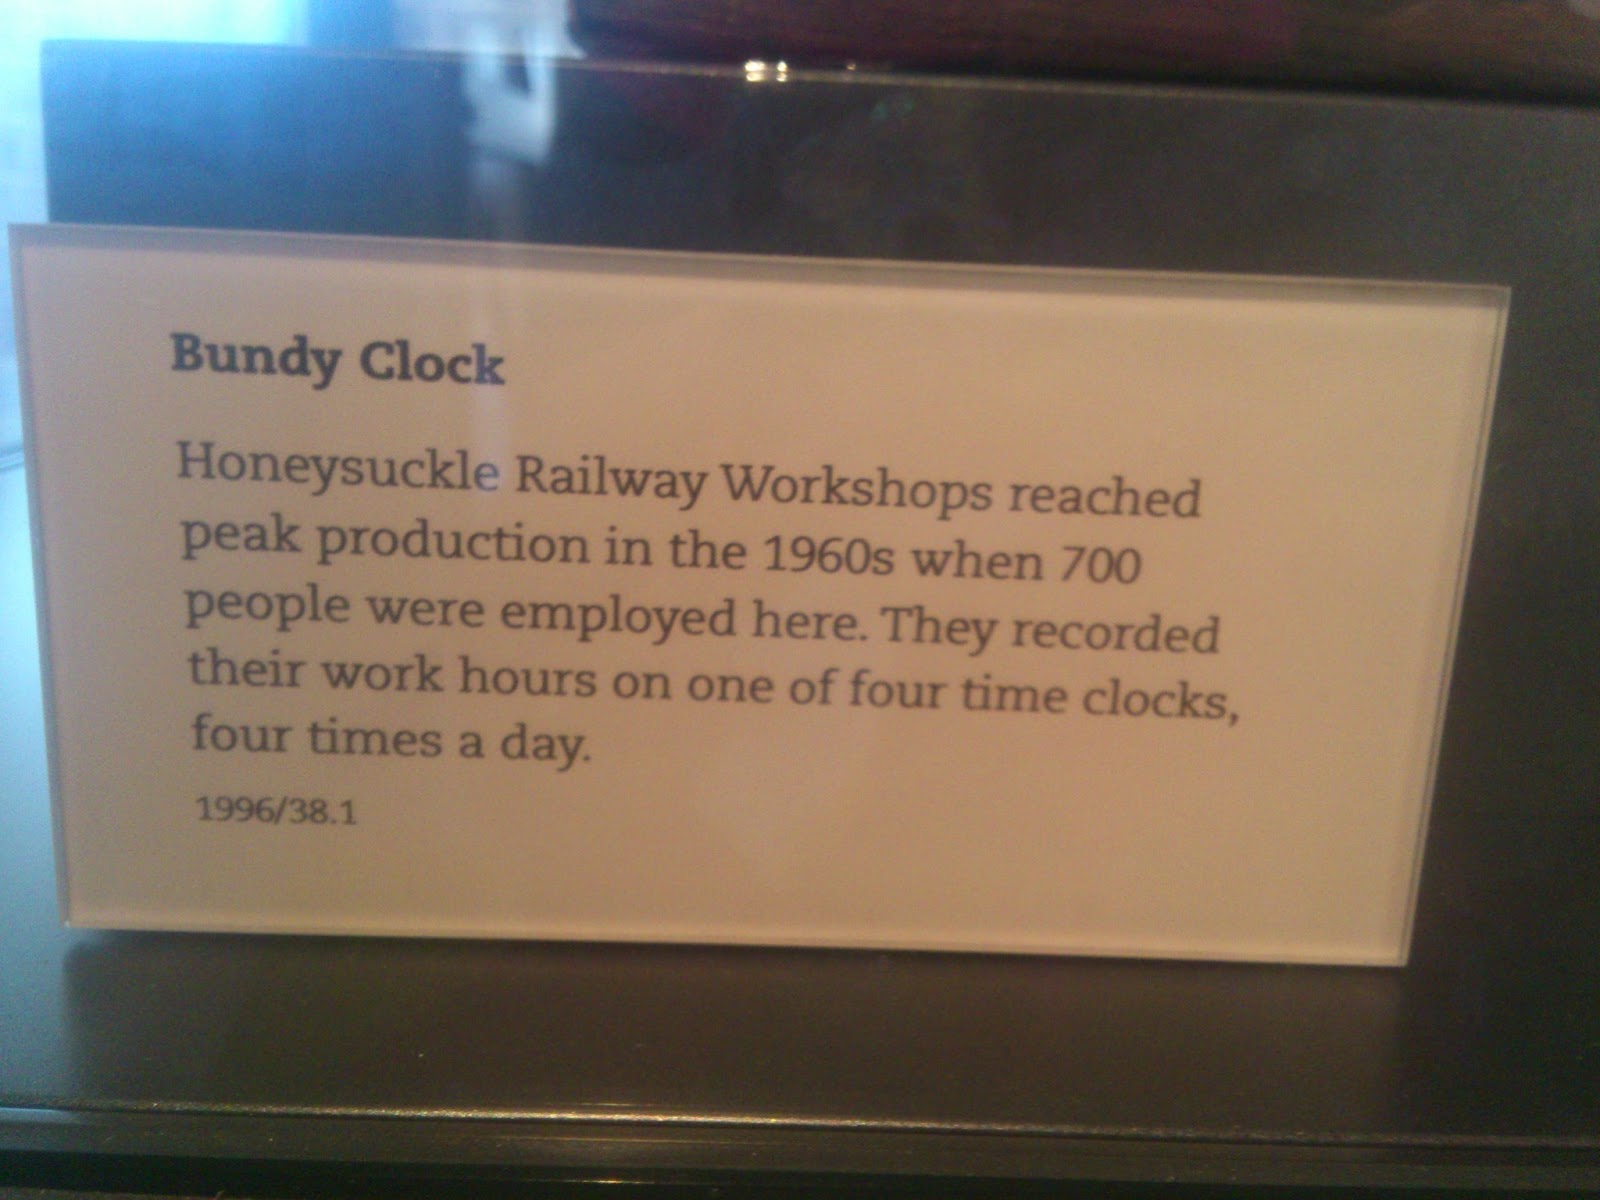 Bundy Clock
Honeysuckle Railway Workshops reached
peak production in the 1960s when 700
people were employed here. They recorded
their work hours on one of four time clocks,
four times a day.
1996/38.1